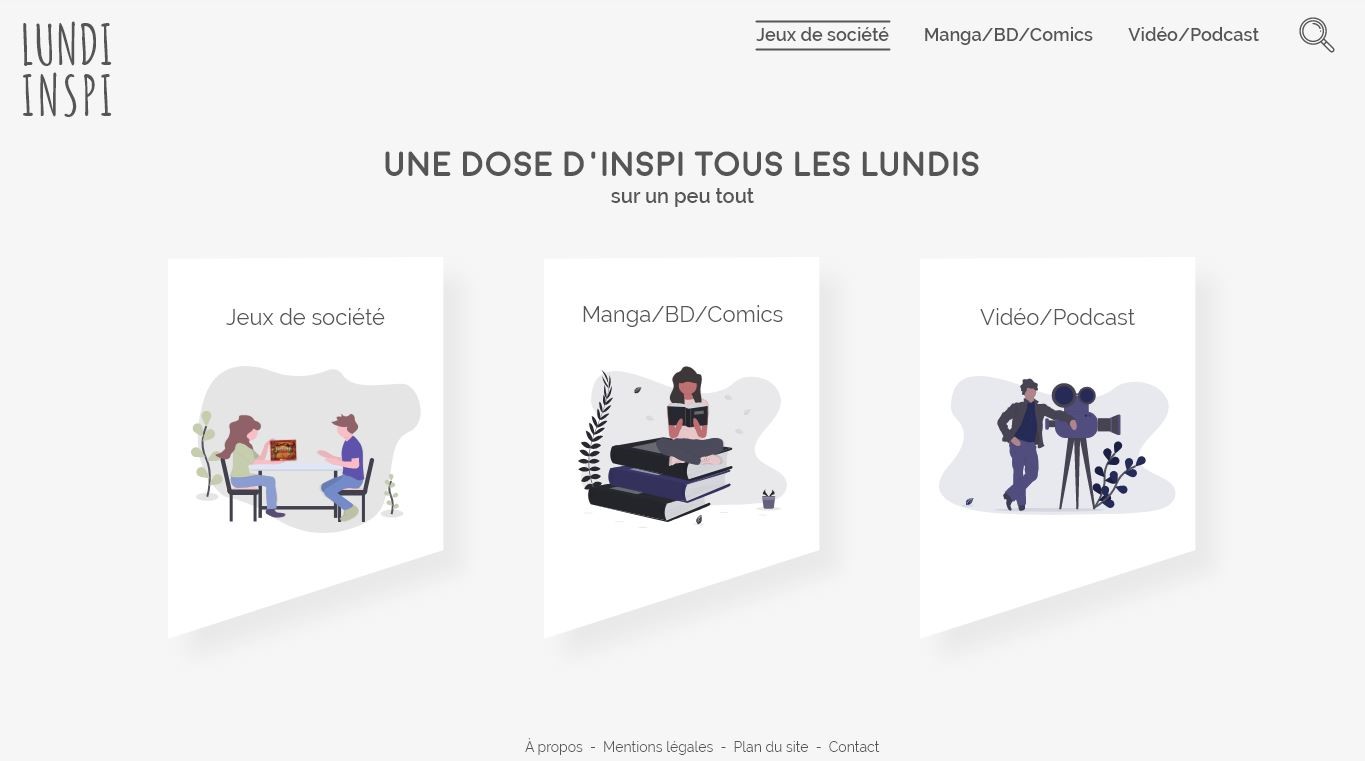 LUNDI
INSPI
Jeux de société
Manga/BD/Comics
Vidéo/Podcast
UNE DOSE D'INSPI TOUS LES LUNDIS
sur un peu tout
Jeux de société
Manga/BD/Comics
Vidéo/Podcast
À propos - Mentions légales - Plan du site - Contact